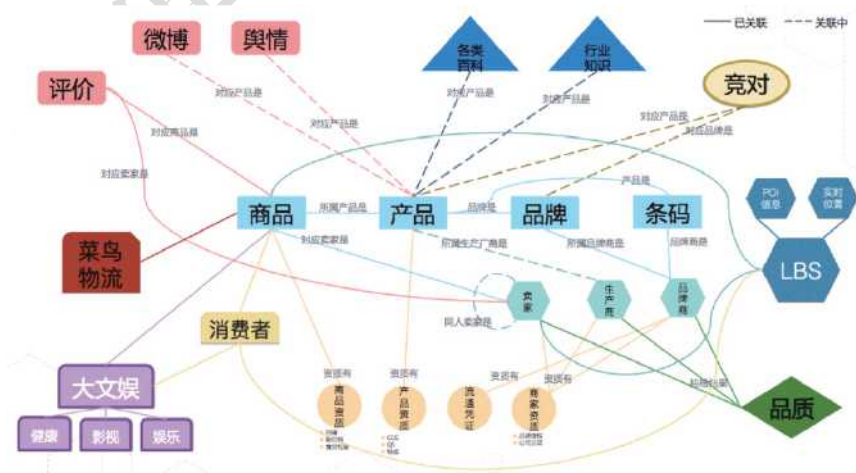 已关联
关联中
微博
舆情
各类
百科
行业
知识
竞对
评价
对应产品是
对应产品是
对应产品是
对应产品是
对应产品是
对应品牌是
对应商品是
对应卖家是
产品是
商品
所属产品是
产品
品牌是
品牌
条码
POI
信息
实时
位置
LBS
菜鸟
物流
对应卖家是
所属生产厂商是
所属品牌商是
品牌商是
卖家
生产商
品牌商
同人卖家是
消费者
大文娱
健康
影视
娱乐
资质有
资质有
资质有
资质有
商品资质
产品资质
流通凭证
商家资质
品质